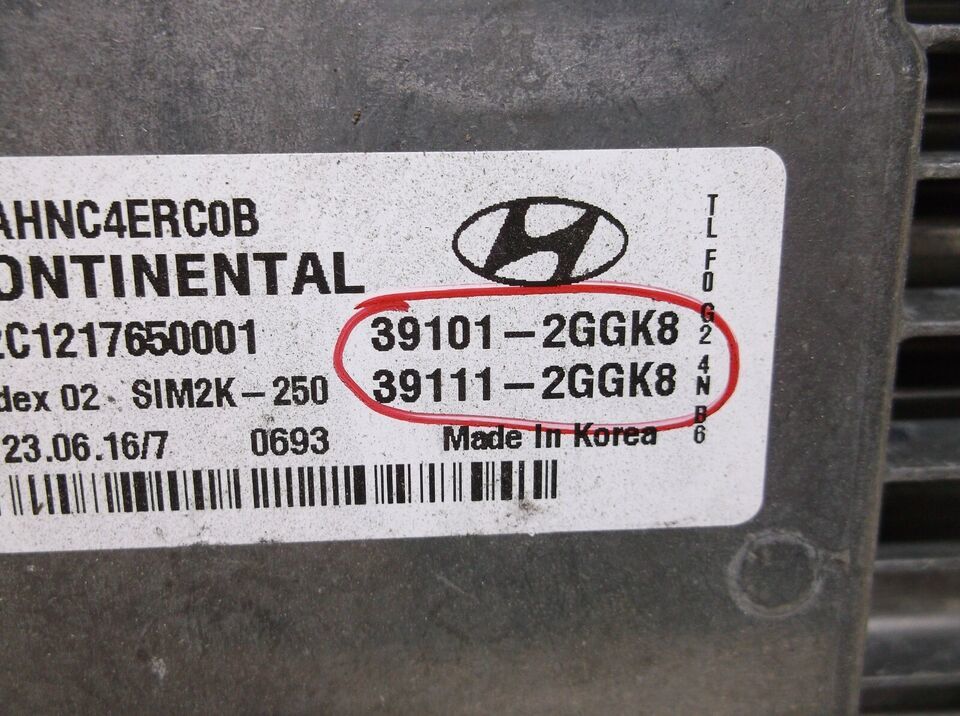 AHNC4ERC0B
ONTINENTAL
2C1217650001
39101-2GGK8
dex 02 SIM2K-250
39111-2GGK8
23.06.16/7 0693 Made In Korea
TL F0 G2 4N B6